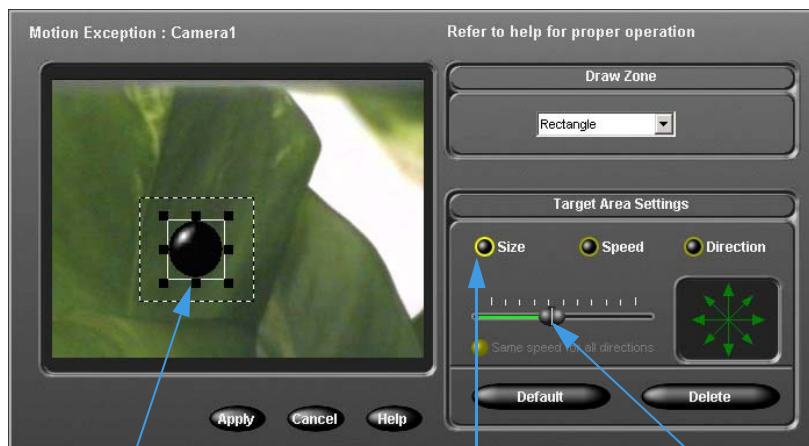 Motion Exception : Camera1
Refer to help for proper operation
Draw Zone
Rectangle
Target Area Settings
Size
Speed
Direction
Same speed for all directions
Default
Delete
Apply
Cancel
Help